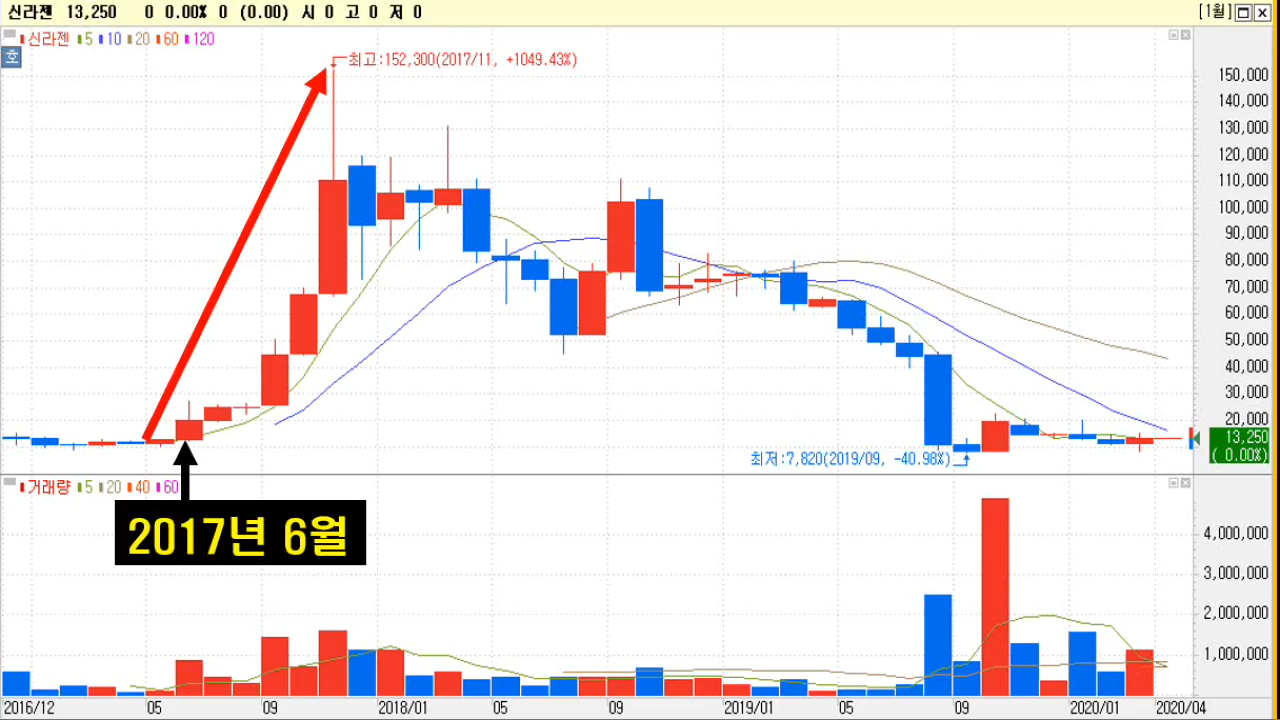 신라젠 13,250 0 0.00% 0 (0.00) 시 0 고 0 저 0 [1월]
신라젠 5 10 20 60 120
호
최고:152,300(2017/11, +1049.43%)
150,000
140,000
130,000
120,000
110,000
100,000
90,000
80,000
70,000
60,000
50,000
40,000
30,000
20,000
13,250
( 0.00%)
최저:7,820(2019/09, -40.98%)
거래량 5 20 40 60
2017년 6월
4,000,000
3,000,000
2,000,000
1,000,000
2016/12 05 09 2018/01 05 09 2019/01 05 09 2020/01 2020/04